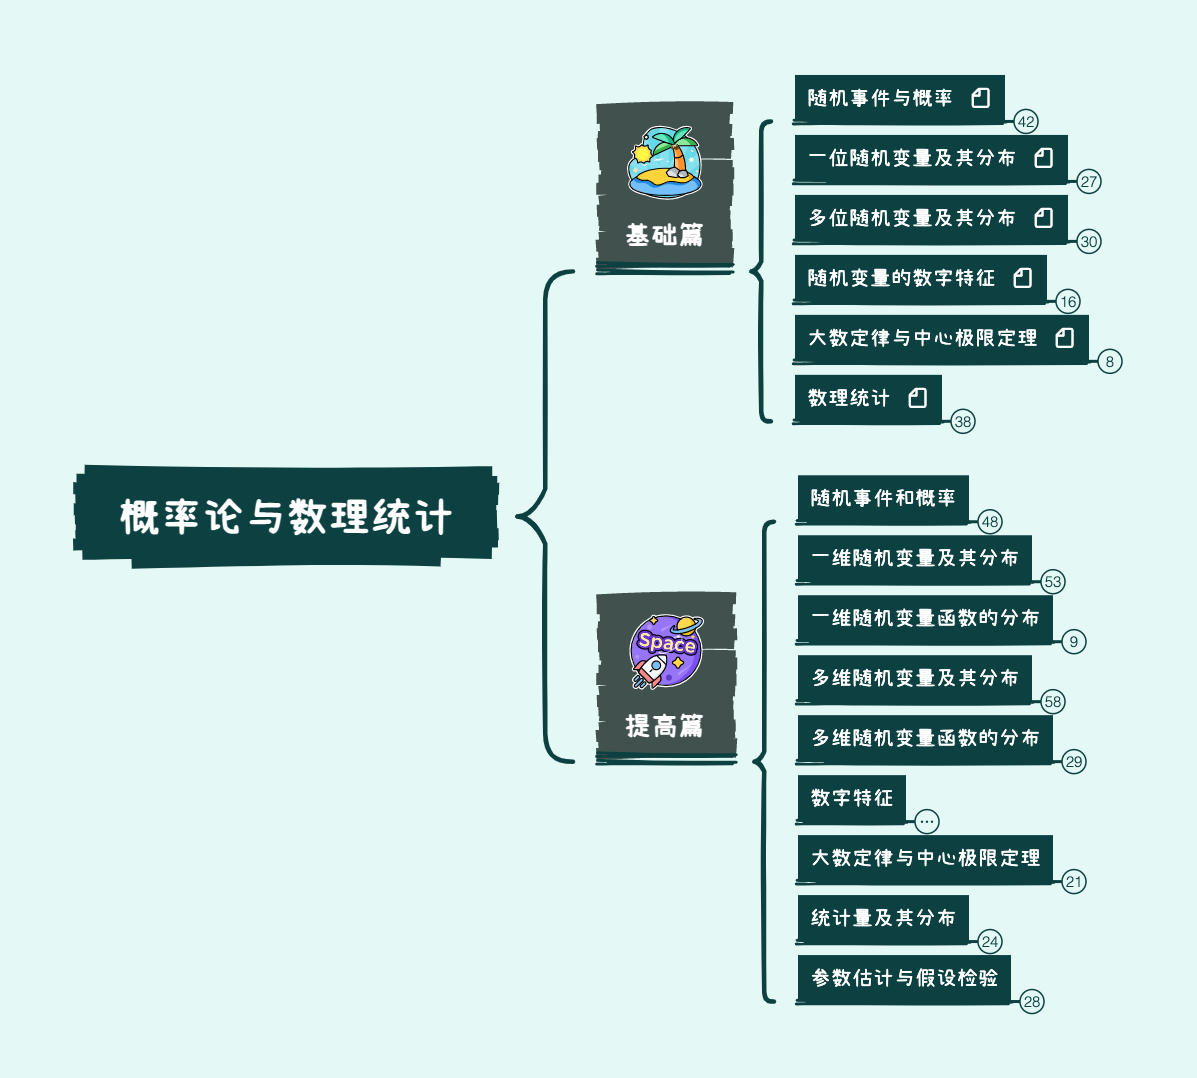 概率论与数理统计
基础篇
随机事件与概率
42
一位随机变量及其分布
27
多位随机变量及其分布
30
随机变量的数字特征
16
大数定律与中心极限定理
8
数理统计
38
Space
提高篇
随机事件和概率
48
一维随机变量及其分布
53
一维随机变量函数的分布
9
多维随机变量及其分布
58
多维随机变量函数的分布
29
数字特征
...
大数定律与中心极限定理
21
统计量及其分布
24
参数估计与假设检验
28